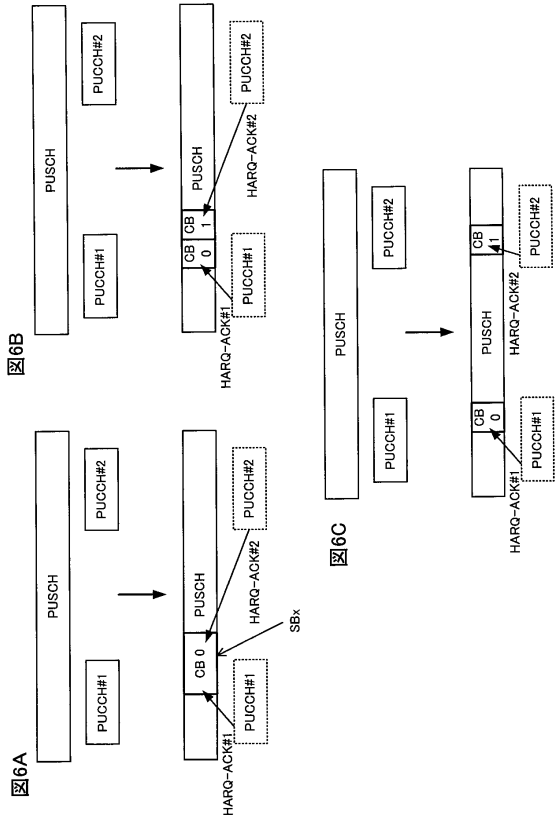 図6A
PUSCH
PUCCH#1
PUCCH#2
CB 0
PUSCH
HARQ-ACK#1
PUCCH#1
HARQ-ACK#2
PUCCH#2
SBx
図6B
PUSCH
PUCCH#1
PUCCH#2
CB
0
CB
1
PUSCH
HARQ-ACK#1
PUCCH#1
HARQ-ACK#2
PUCCH#2
図6C
PUSCH
PUCCH#1
PUCCH#2
CB
0
PUSCH
CB
1
HARQ-ACK#1
PUCCH#1
HARQ-ACK#2
PUCCH#2